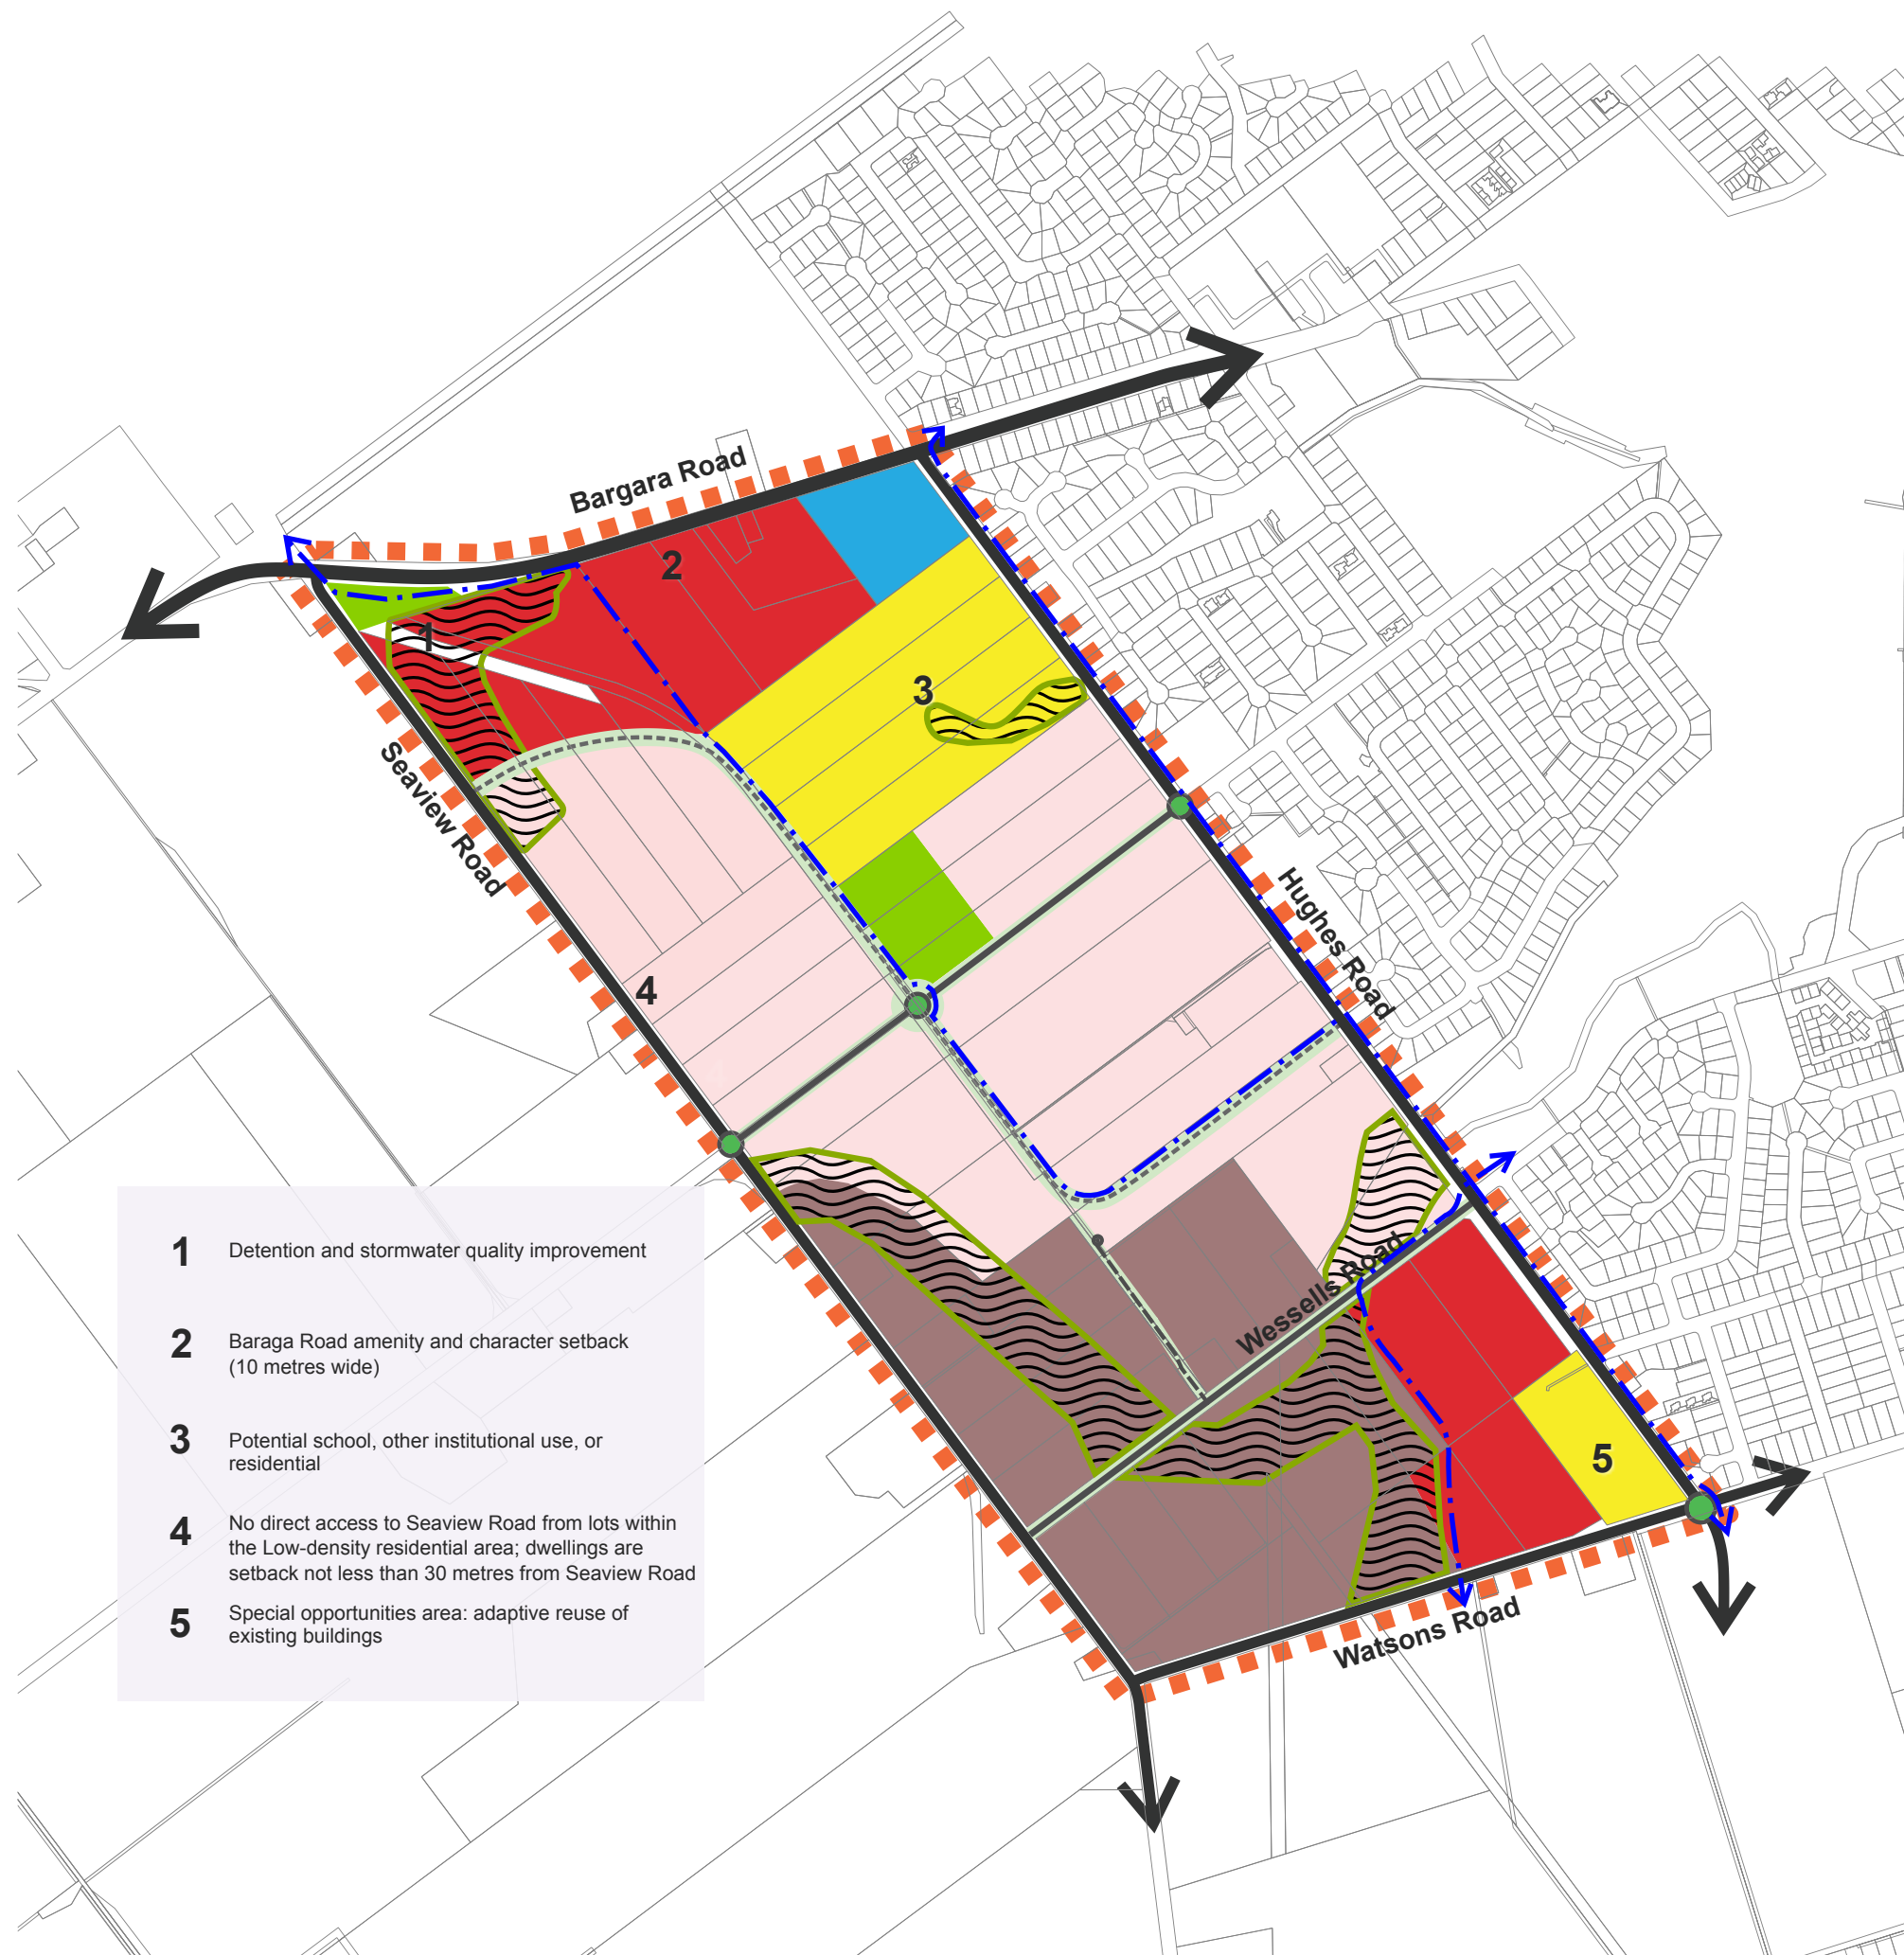 Bargara Road
2
1
3
Seaview Road
Hughes Road
4
4
Wessells Road
5
Watsons Road
1 Detention and stormwater quality improvement
2 Baraga Road amenity and character setback
(10 metres wide)
3 Potential school, other institutional use, or
residential
4 No direct access to Seaview Road from lots within
the Low-density residential area; dwellings are
setback not less than 30 metres from Seaview Road
5 Special opportunities area: adaptive reuse of
existing buildings